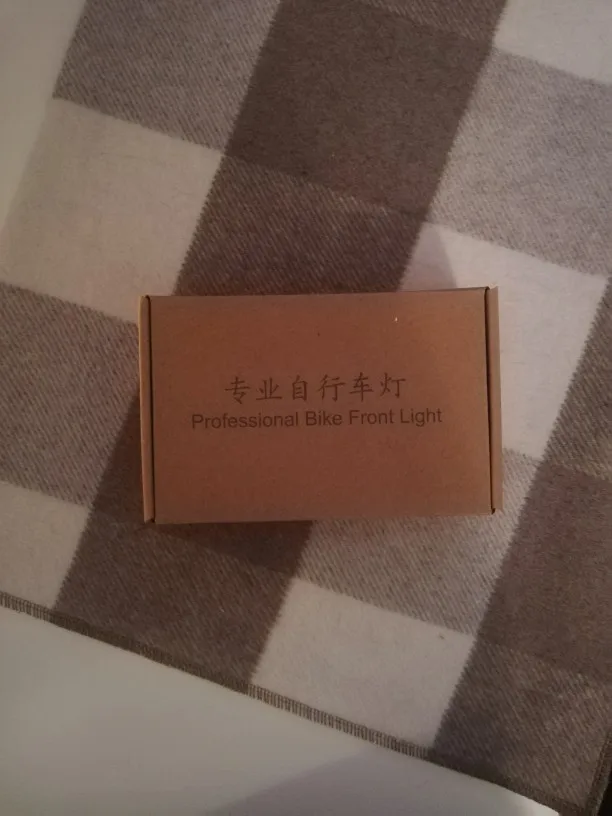 专业自行车灯
Professional Bike Front Light